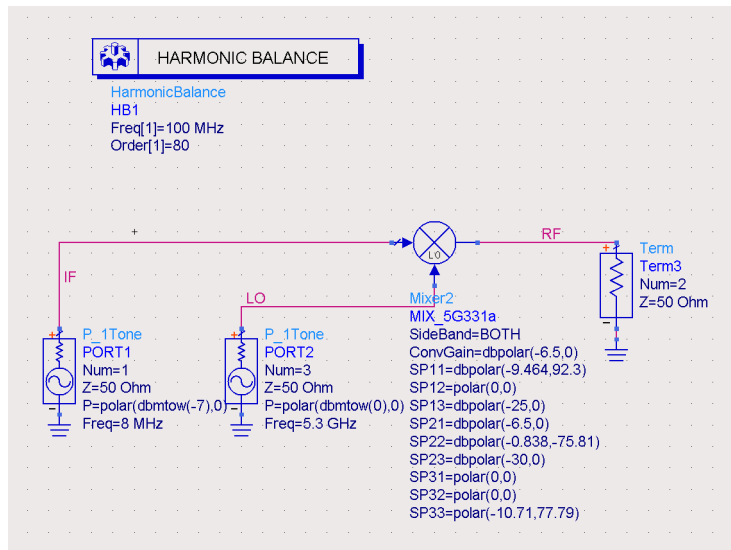 HARMONIC BALANCE
HarmonicBalance
HB1
Freq[1]=100 MHz
Order[1]=80
RF
IF
LO
LO
Term
Term3
Num=2
Z=50 Ohm
P_1Tone
PORT1
Num=1
Z=50 Ohm
P=polar(dbmtow(-7),0)
Freq=8 MHz
P_1Tone
PORT2
Num=3
Z=50 Ohm
P=polar(dbmtow(0),0)
Freq=5.3 GHz
Mixer2
MIX_5G331a
SideBand=BOTH
ConvGain=dbpolar(-6.5,0)
SP11=dbpolar(-9.464,92.3)
SP12=polar(0,0)
SP13=dbpolar(-25,0)
SP21=dbpolar(-6.5,0)
SP22=dbpolar(-0.838,-75.81)
SP23=dbpolar(-30,0)
SP31=polar(0,0)
SP32=polar(0,0)
SP33=polar(-10.71,77.79)